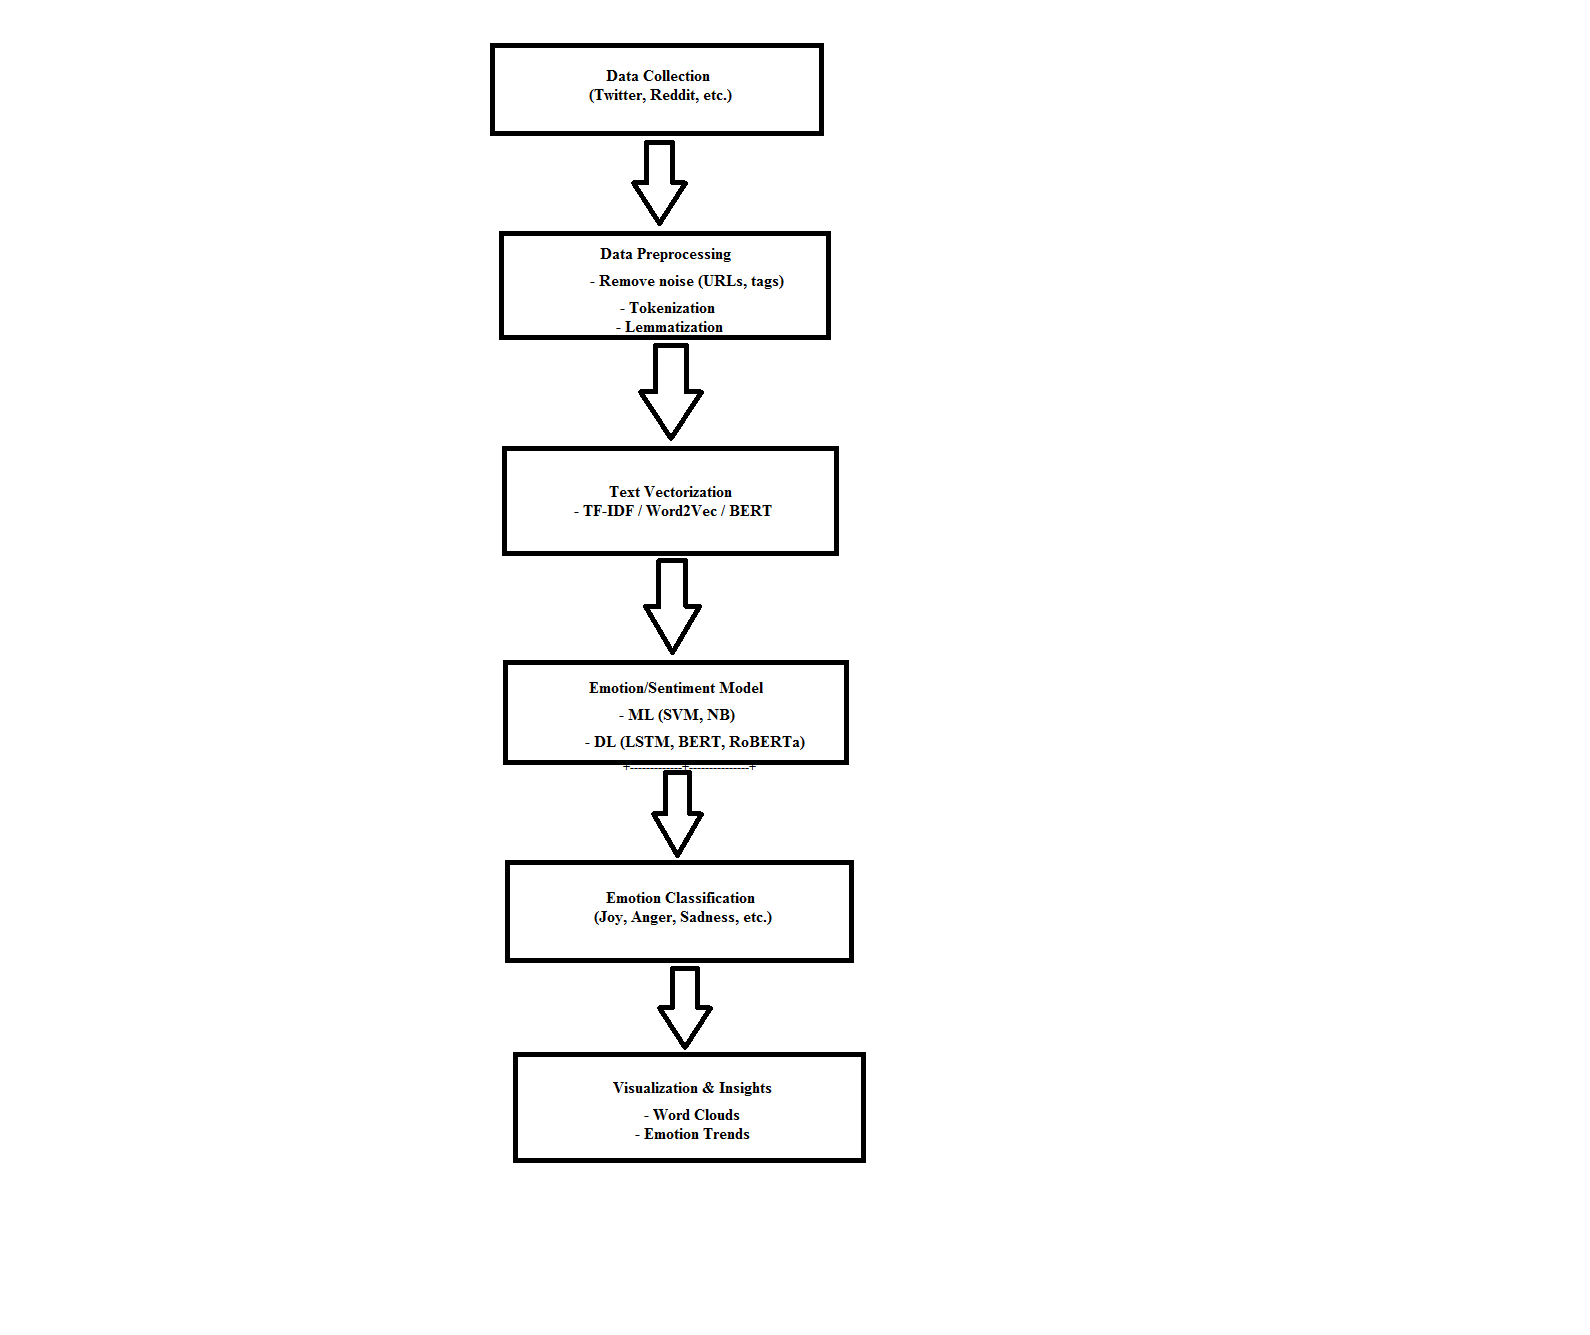 Data Collection
(Twitter, Reddit, etc.)
Data Preprocessing
- Remove noise (URLs, tags)
- Tokenization
- Lemmatization
Text Vectorization
- TF-IDF / Word2Vec / BERT
Emotion/Sentiment Model
- ML (SVM, NB)
- DL (LSTM, BERT, RoBERTa)
+-------------+---------------+
Emotion Classification
(Joy, Anger, Sadness, etc.)
Visualization & Insights
- Word Clouds
- Emotion Trends